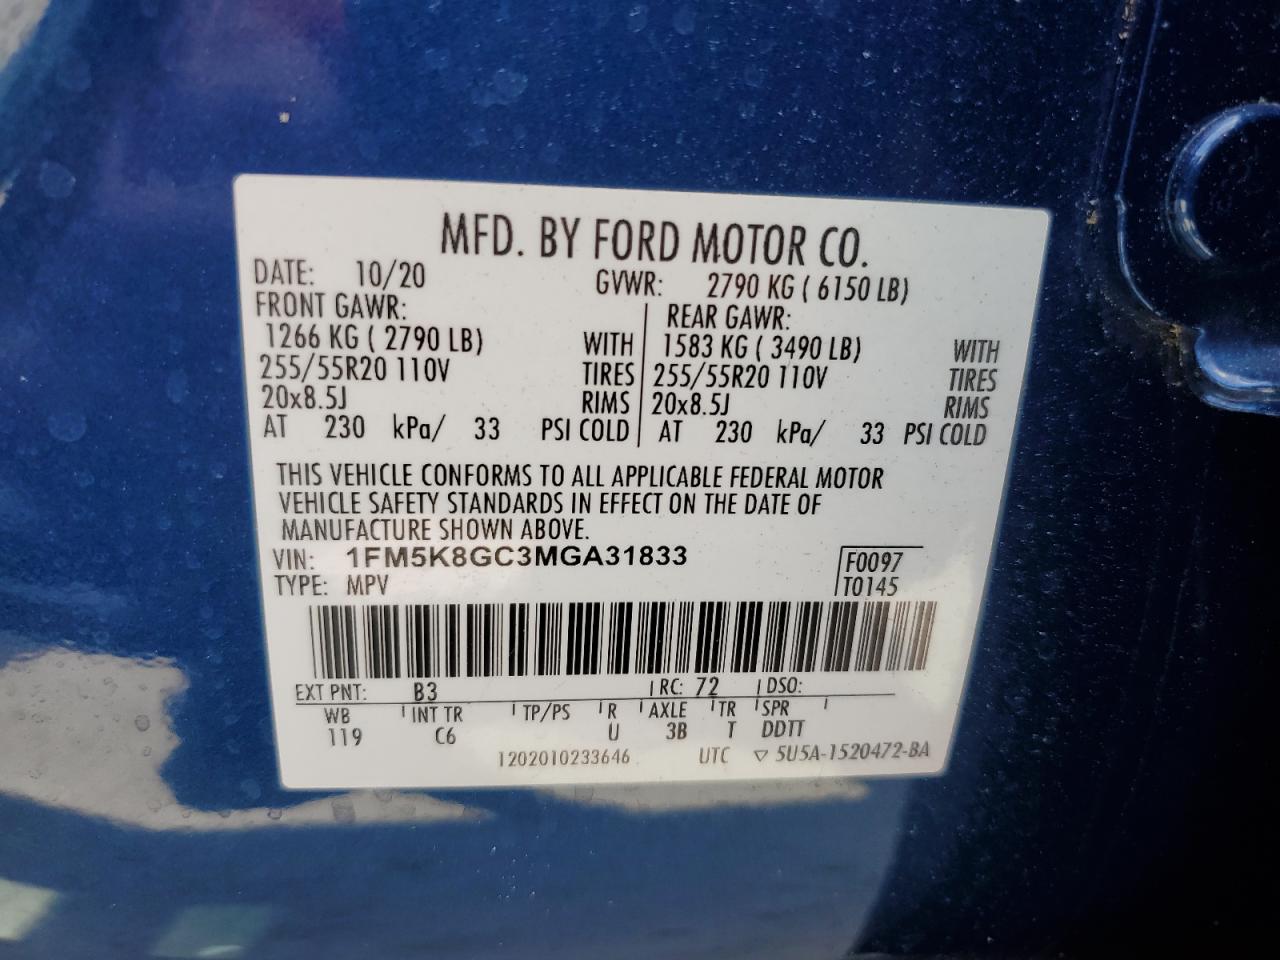 MFD. BY FORD MOTOR CO.
DATE: 10/20 GVWR: 2790 KG ( 6150 LB)
FRONT GAWR: REAR GAWR:
1266 KG ( 2790 LB) WITH 1583 KG ( 3490 LB) WITH
255/55R20 110V TIRES 255/55R20 110V TIRES
20x8.5J RIMS 20x8.5J RIMS
AT 230 kPa/ 33 PSI COLD AT 230 kPa/ 33 PSI COLD
THIS VEHICLE CONFORMS TO ALL APPLICABLE FEDERAL MOTOR
VEHICLE SAFETY STANDARDS IN EFFECT ON THE DATE OF
MANUFACTURE SHOWN ABOVE.
VIN: 1FM5K8GC3MGA31833 F0097
TYPE: MPV T0145
EXT PNT: B3 RC: 72 DSO:
WB INT TR TP/PS R AXLE TR SPR
119 C6 U 3B T DDTT
1202010233646 UTC ▽ 5U5A-1520472-BA